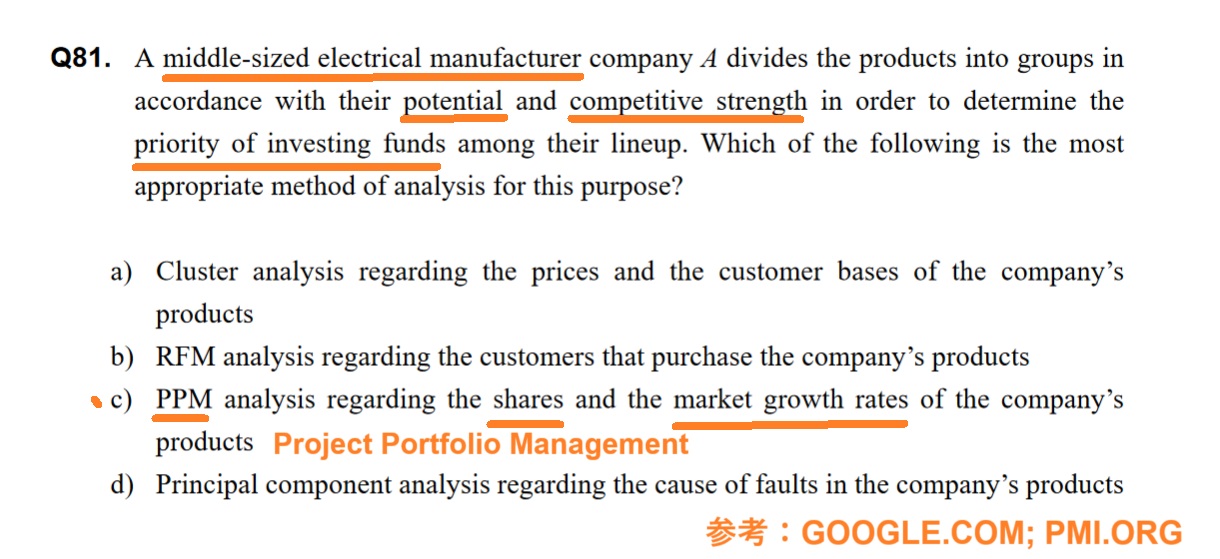 Q81. A middle-sized electrical manufacturer company A divides the products into groups in
accordance with their potential and competitive strength in order to determine the
priority of investing funds among their lineup. Which of the following is the most
appropriate method of analysis for this purpose?
a) Cluster analysis regarding the prices and the customer bases of the company’s
products
b) RFM analysis regarding the customers that purchase the company’s products
c) PPM analysis regarding the shares and the market growth rates of the company’s
products Project Portfolio Management
d) Principal component analysis regarding the cause of faults in the company’s products
参考：GOOGLE.COM; PMI.ORG